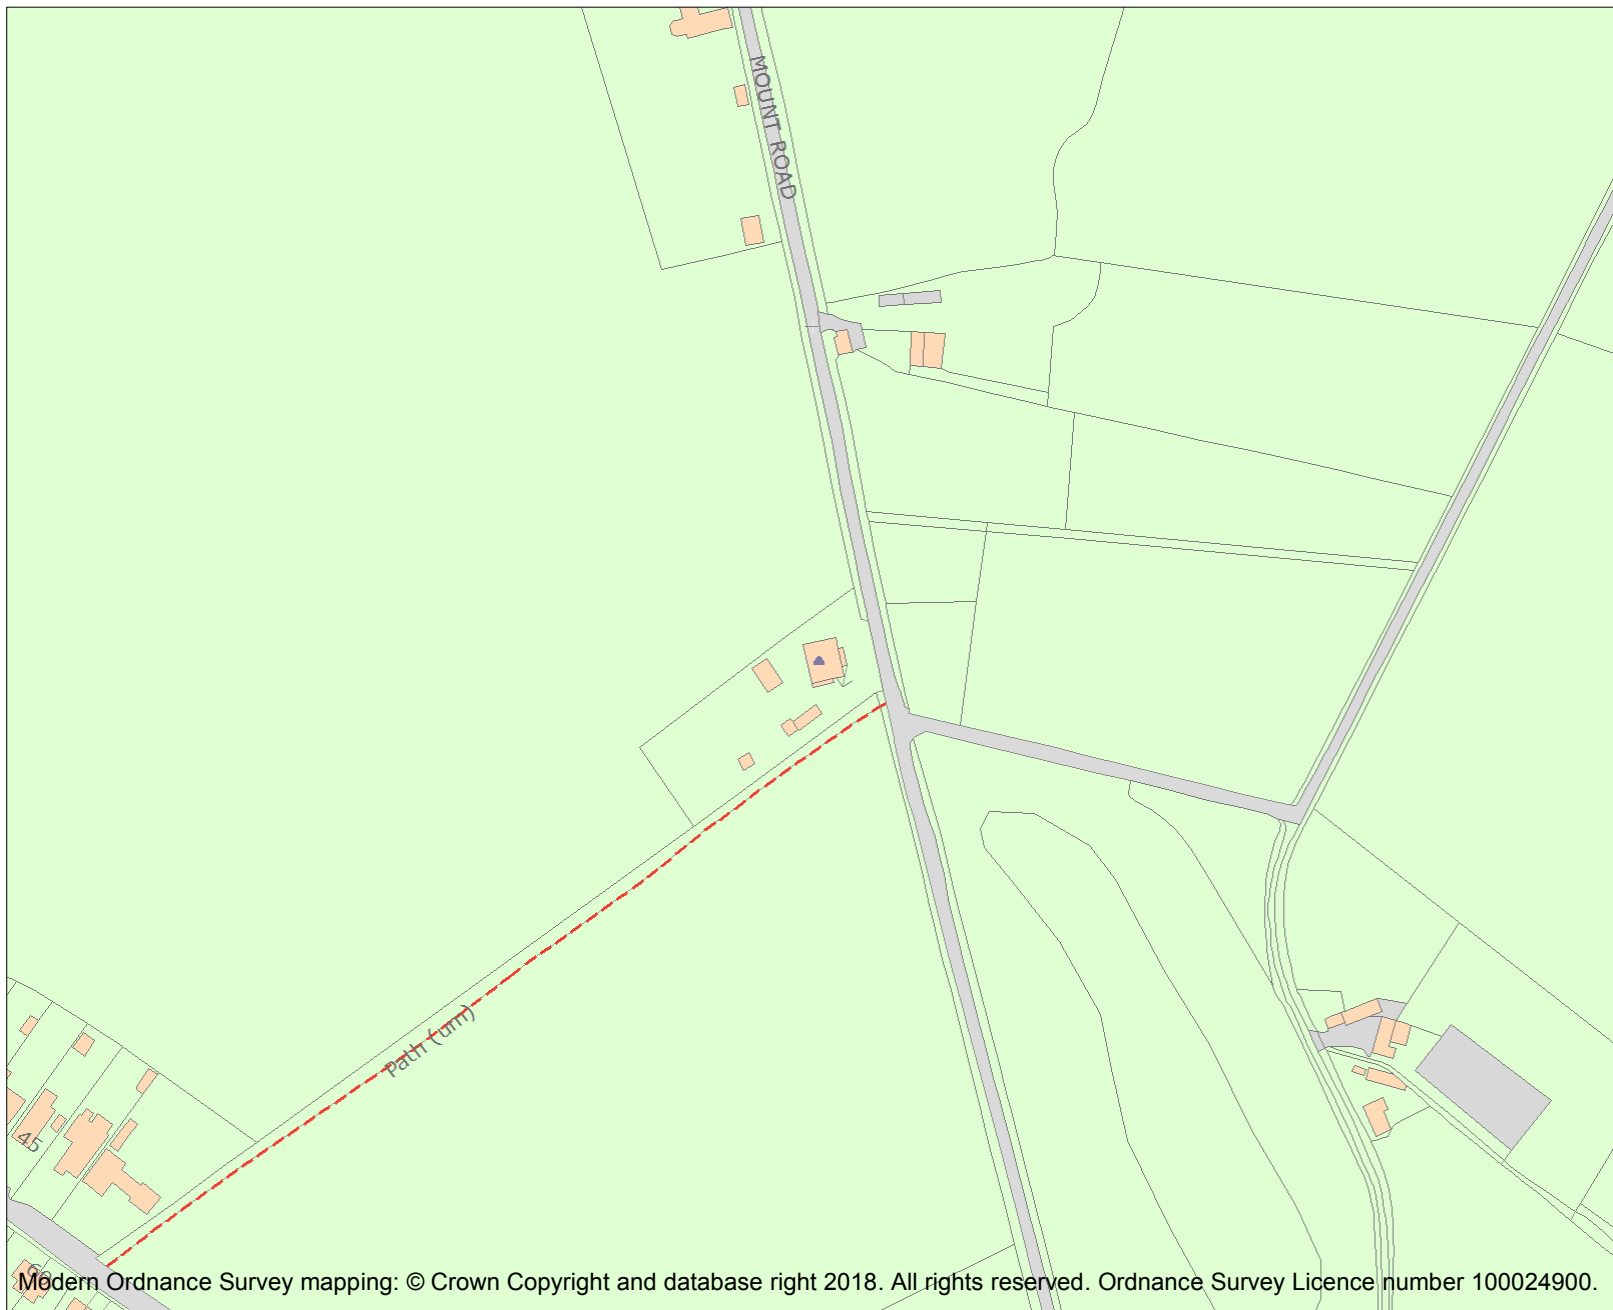 MOUNT ROAD
Path (um)
45
60
Modern Ordnance Survey mapping: © Crown Copyright and database right 2018. All rights reserved. Ordnance Survey Licence number 100024900.